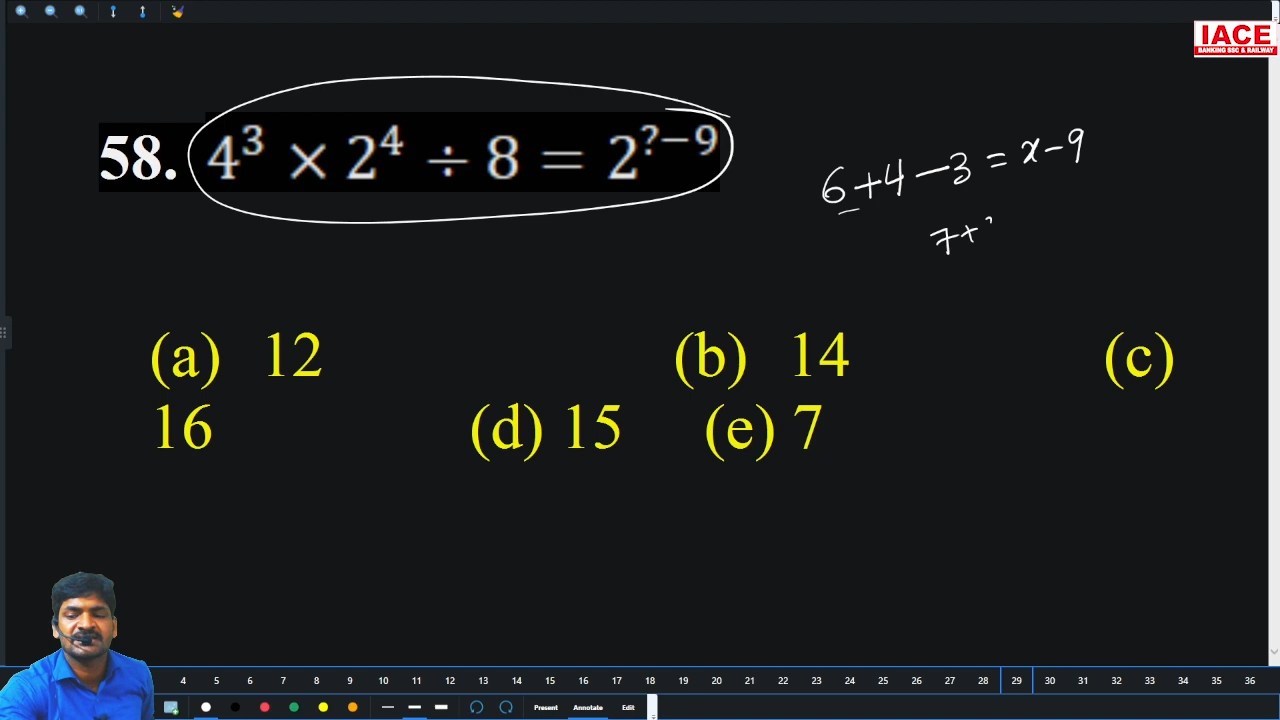 IACE
BANKING SSC & RAILWAY
58. 4³ × 2⁴ ÷ 8 = 2^{?−9}
6+4−3 = x−9
7+
(a) 12 (b) 14 (c)
16 (d) 15 (e) 7
4 5 6 7 8 9 10 11 12 13 14 15 16 17 18 19 20 21 22 23 24 25 26 27 28 29 30 31 32 33 34 35 36
Present Annotate Edit